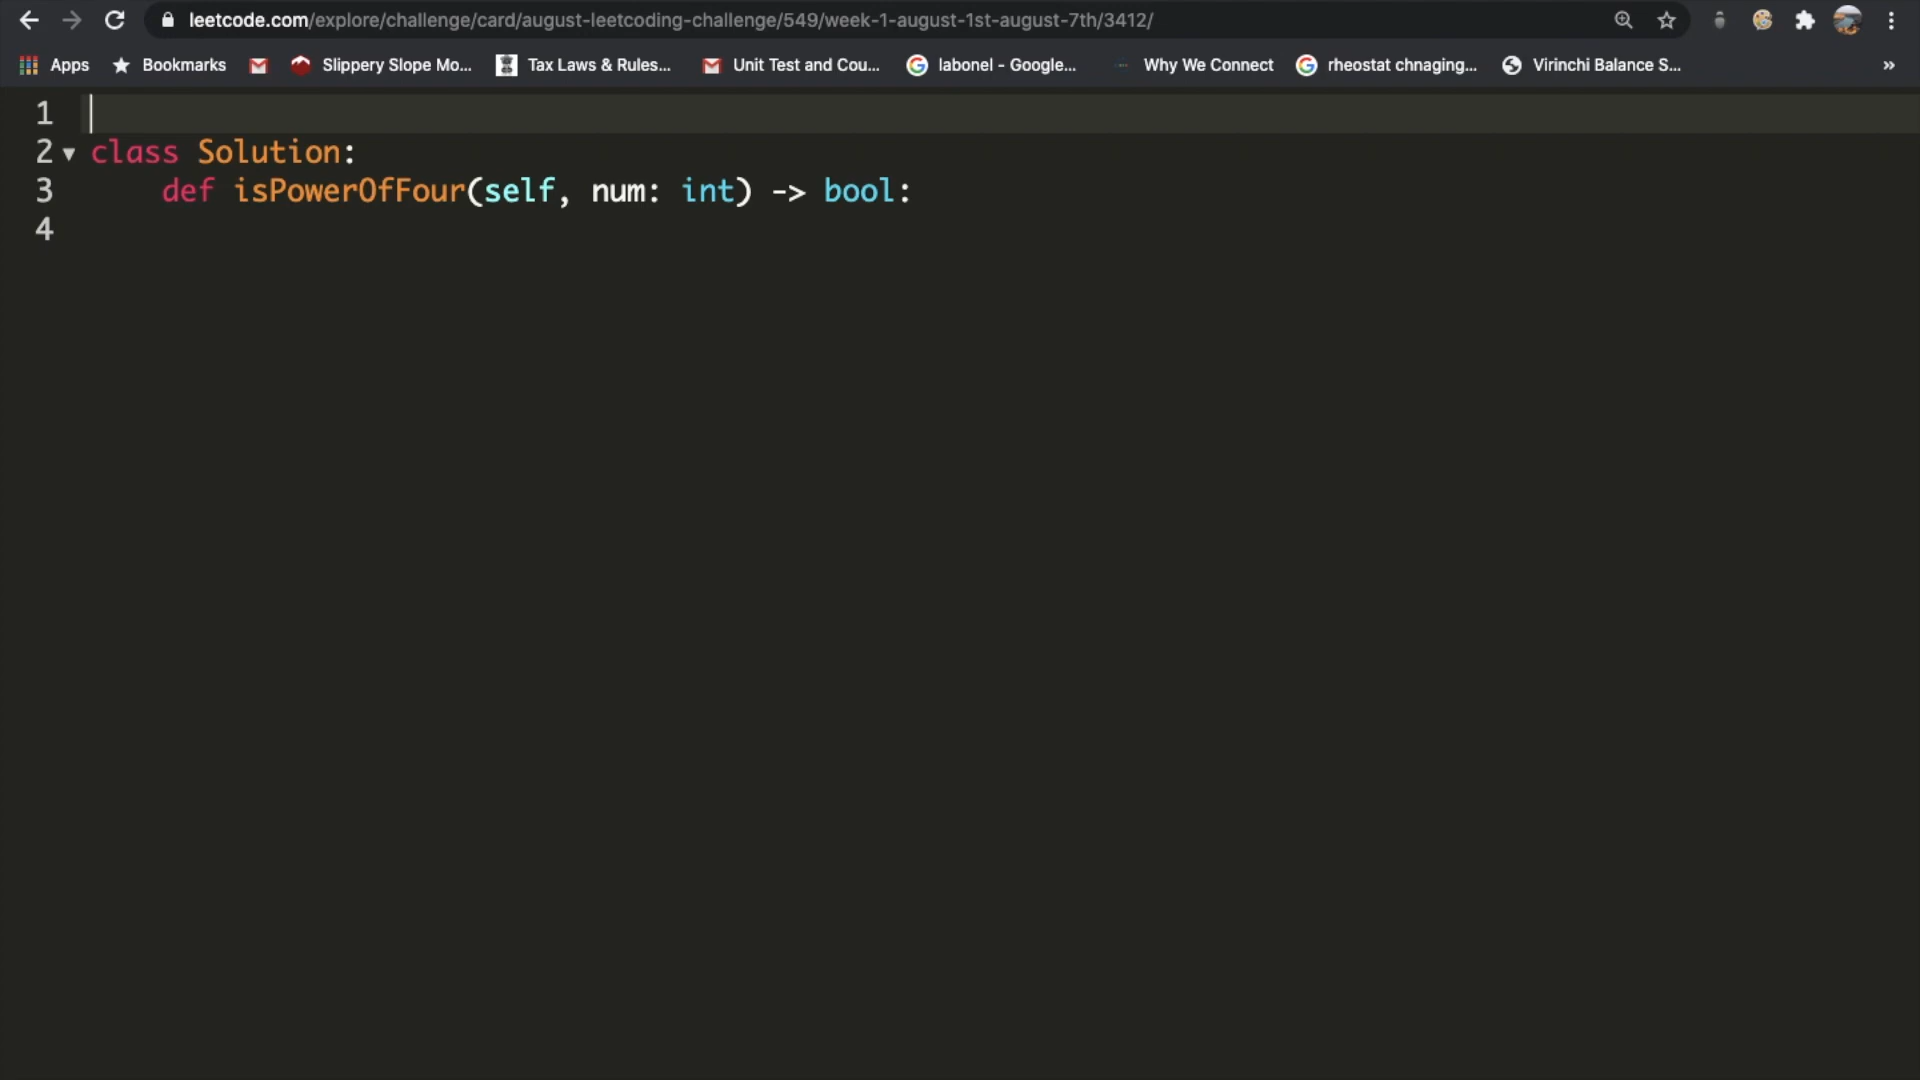 leetcode.com/explore/challenge/card/august-leetcoding-challenge/549/week-1-august-1st-august-7th/3412/
Apps Bookmarks Slippery Slope Mo... Tax Laws & Rules... Unit Test and Cou... labonel - Google... Why We Connect rheostat chnaging... Virinchi Balance S... »
1
2 class Solution:
3 def isPowerOfFour(self, num: int) -> bool:
4